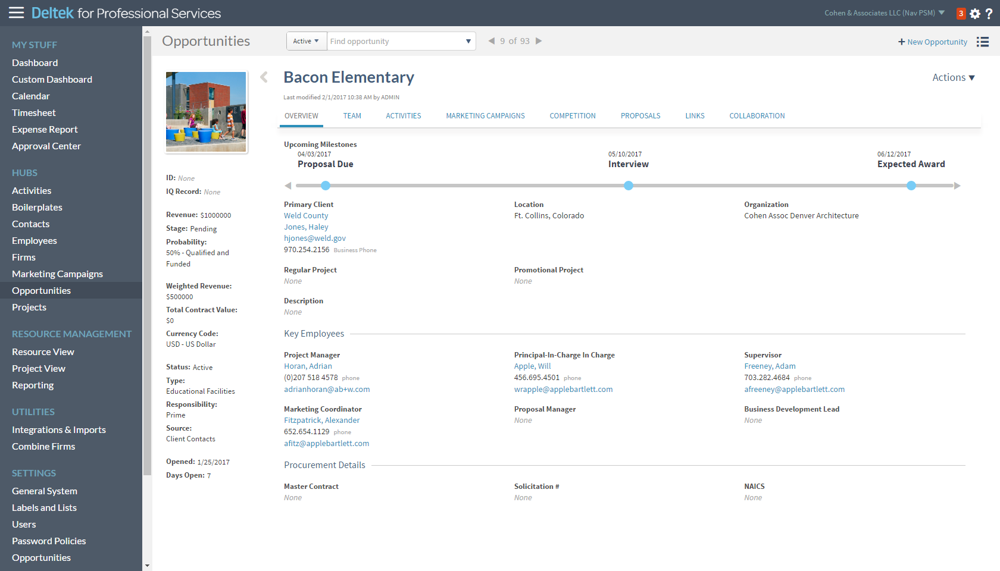 Deltek for Professional Services
Cohen & Associates LLC (Nav PSM)
3
?
MY STUFF
Dashboard
Custom Dashboard
Calendar
Timesheet
Expense Report
Approval Center
HUBS
Activities
Boilerplates
Contacts
Employees
Firms
Marketing Campaigns
Opportunities
Projects
RESOURCE MANAGEMENT
Resource View
Project View
Reporting
UTILITIES
Integrations & Imports
Combine Firms
SETTINGS
General System
Labels and Lists
Users
Password Policies
Opportunities
Opportunities
Active
Find opportunity
9 of 93
+ New Opportunity
ID: None
IQ Record: None
Revenue: $1000000
Stage: Pending
Probability:
50% - Qualified and
Funded
Weighted Revenue:
$500000
Total Contract Value:
$0
Currency Code:
USD - US Dollar
Status: Active
Type:
Educational Facilities
Responsibility:
Prime
Source:
Client Contacts
Opened: 1/25/2017
Days Open: 7
Bacon Elementary
Actions
Last modified 2/1/2017 10:38 AM by ADMIN
OVERVIEW TEAM ACTIVITIES MARKETING CAMPAIGNS COMPETITION PROPOSALS LINKS COLLABORATION
Upcoming Milestones
04/03/2017
Proposal Due
05/10/2017
Interview
06/12/2017
Expected Award
Primary Client
Weld County
Jones, Haley
hjones@weld.gov
970.254.2156 Business Phone
Location
Ft. Collins, Colorado
Organization
Cohen Assoc Denver Architecture
Regular Project
None
Promotional Project
None
Description
None
Key Employees
Project Manager
Horan, Adrian
(0)207 518 4578 phone
adrianhoran@ab+w.com
Principal-In-Charge In Charge
Apple, Will
456.695.4501 phone
wrapple@applebartlett.com
Supervisor
Freeney, Adam
703.282.4684 phone
afreeney@applebartlett.com
Marketing Coordinator
Fitzpatrick, Alexander
652.654.1129 phone
afitz@applebartlett.com
Proposal Manager
None
Business Development Lead
None
Procurement Details
Master Contract
None
Solicitation #
None
NAICS
None